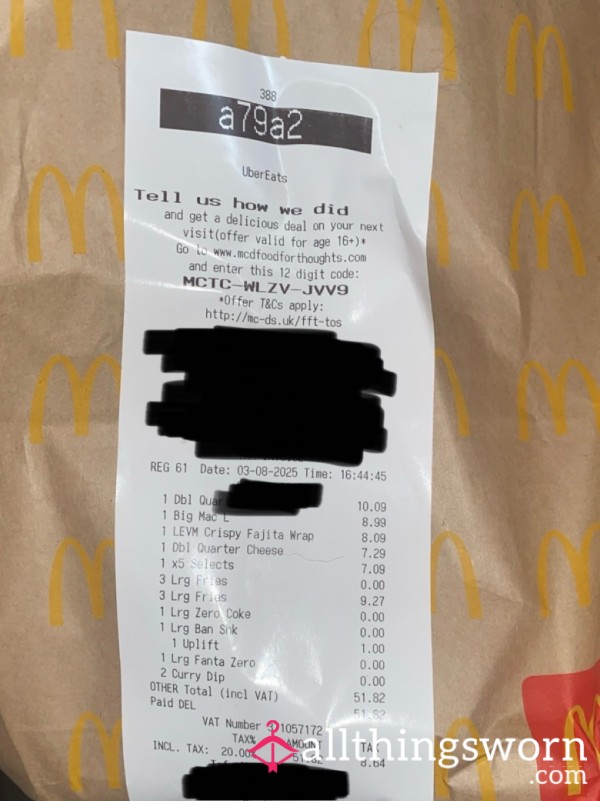 388
a79a2
UberEats
Tell us how we did
and get a delicious deal on your next
visit(offer valid for age 16+)*
Go to www.mcdfoodforthoughts.com
and enter this 12 digit code:
MCTC-WLZV-JVV9
*Offer T&Cs apply:
http://mc-ds.uk/fft-tos
REG 61 Date: 03-08-2025 Time: 16:44:45
1 Dbl Quar 10.09
1 Big Mac L 8.99
1 LEVM Crispy Fajita Wrap 8.09
1 Dbl Quarter Cheese 7.29
1 x5 Selects 7.09
3 Lrg Fries 0.00
3 Lrg Fries 9.27
1 Lrg Zero Coke 0.00
1 Lrg Ban Shk 0.00
1 Uplift 1.00
1 Lrg Fanta Zero 0.00
2 Curry Dip 0.00
OTHER Total (incl VAT) 51.82
Paid DEL 51.82
VAT Number 1057172
TAX% AMOUNT TAX
INCL. TAX: 20.00 51.82 8.64
allthingsworn
.com